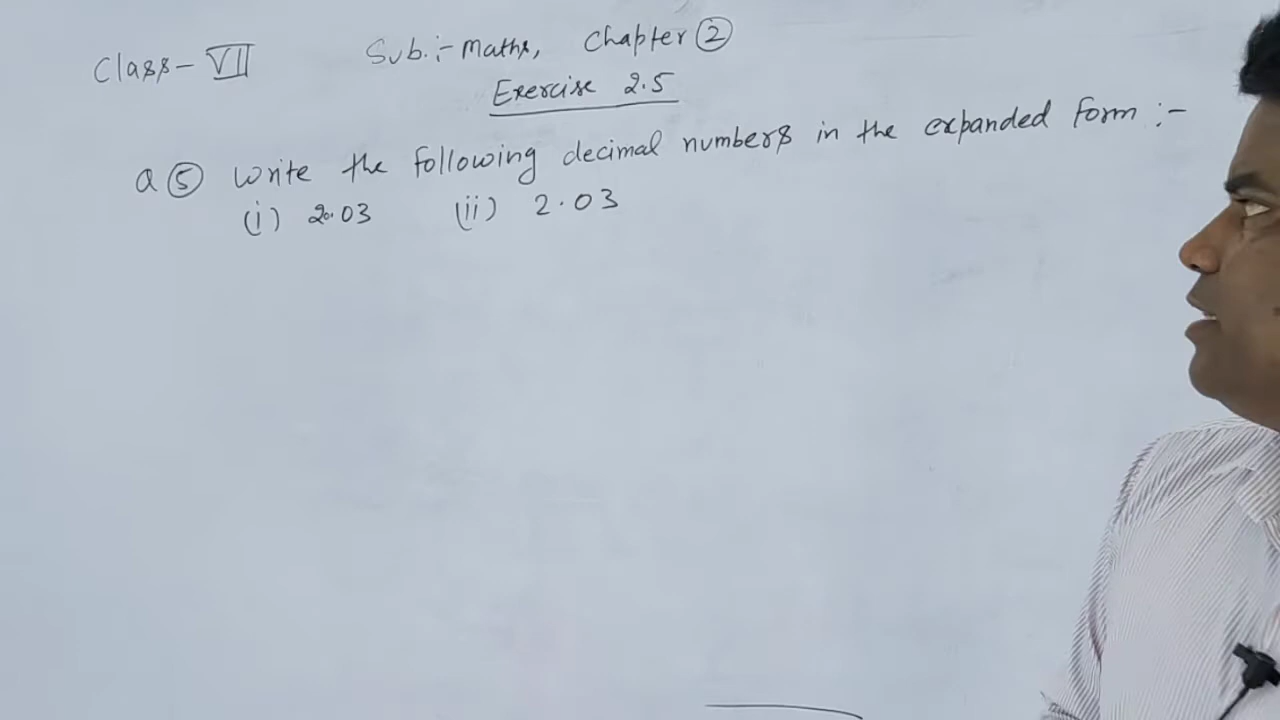 Class - VII Sub.:- Maths, Chapter 2
Exercise 2.5
Q 5 Write the following decimal numbers in the expanded form :-
(i) 20.03 (ii) 2.03